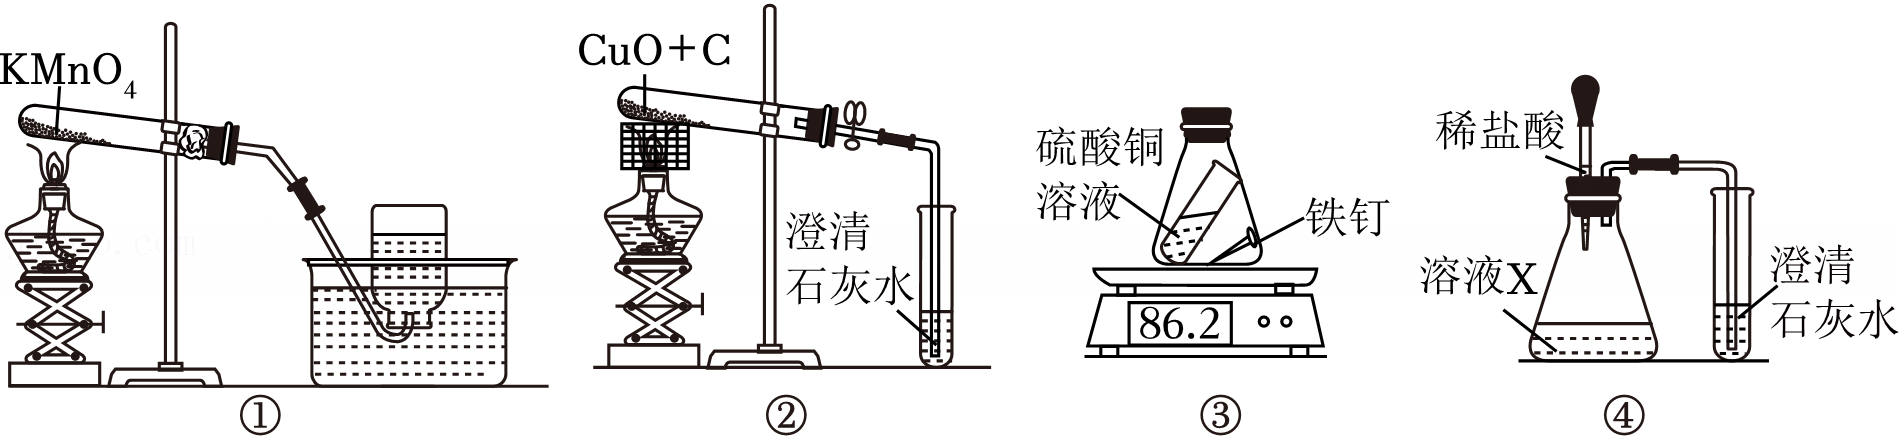 KMnO₄
①
CuO+C
澄清
石灰水
②
硫酸铜
溶液
铁钉
86.2
③
稀盐酸
溶液X
澄清
石灰水
④